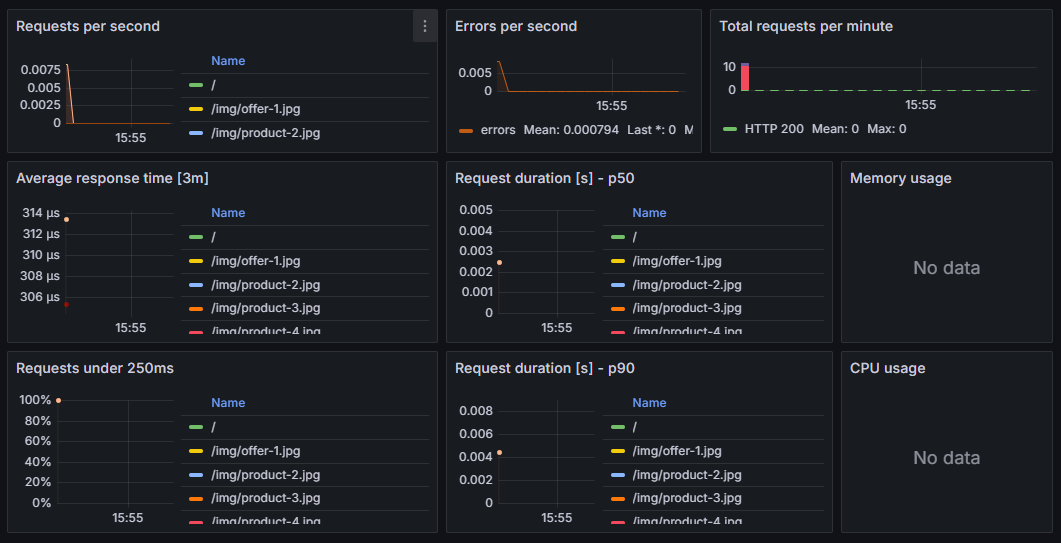 Requests per second
0.0075
0.005
0.0025
0
15:55
Name
/
/img/offer-1.jpg
/img/product-2.jpg
Errors per second
0.005
0
15:55
errors Mean: 0.000794 Last *: 0 M
Total requests per minute
10
0
15:55
HTTP 200 Mean: 0 Max: 0
Average response time [3m]
314 µs
312 µs
310 µs
308 µs
306 µs
15:55
Name
/
/img/offer-1.jpg
/img/product-2.jpg
/img/product-3.jpg
/img/product-4.jpg
Request duration [s] - p50
0.005
0.004
0.003
0.002
0.001
0
15:55
Name
/
/img/offer-1.jpg
/img/product-2.jpg
/img/product-3.jpg
/img/product-4.jpg
Memory usage
No data
Requests under 250ms
100%
80%
60%
40%
20%
0%
15:55
Name
/
/img/offer-1.jpg
/img/product-2.jpg
/img/product-3.jpg
/img/product-4.jpg
Request duration [s] - p90
0.008
0.006
0.004
0.002
0
15:55
Name
/
/img/offer-1.jpg
/img/product-2.jpg
/img/product-3.jpg
/img/product-4.jpg
CPU usage
No data